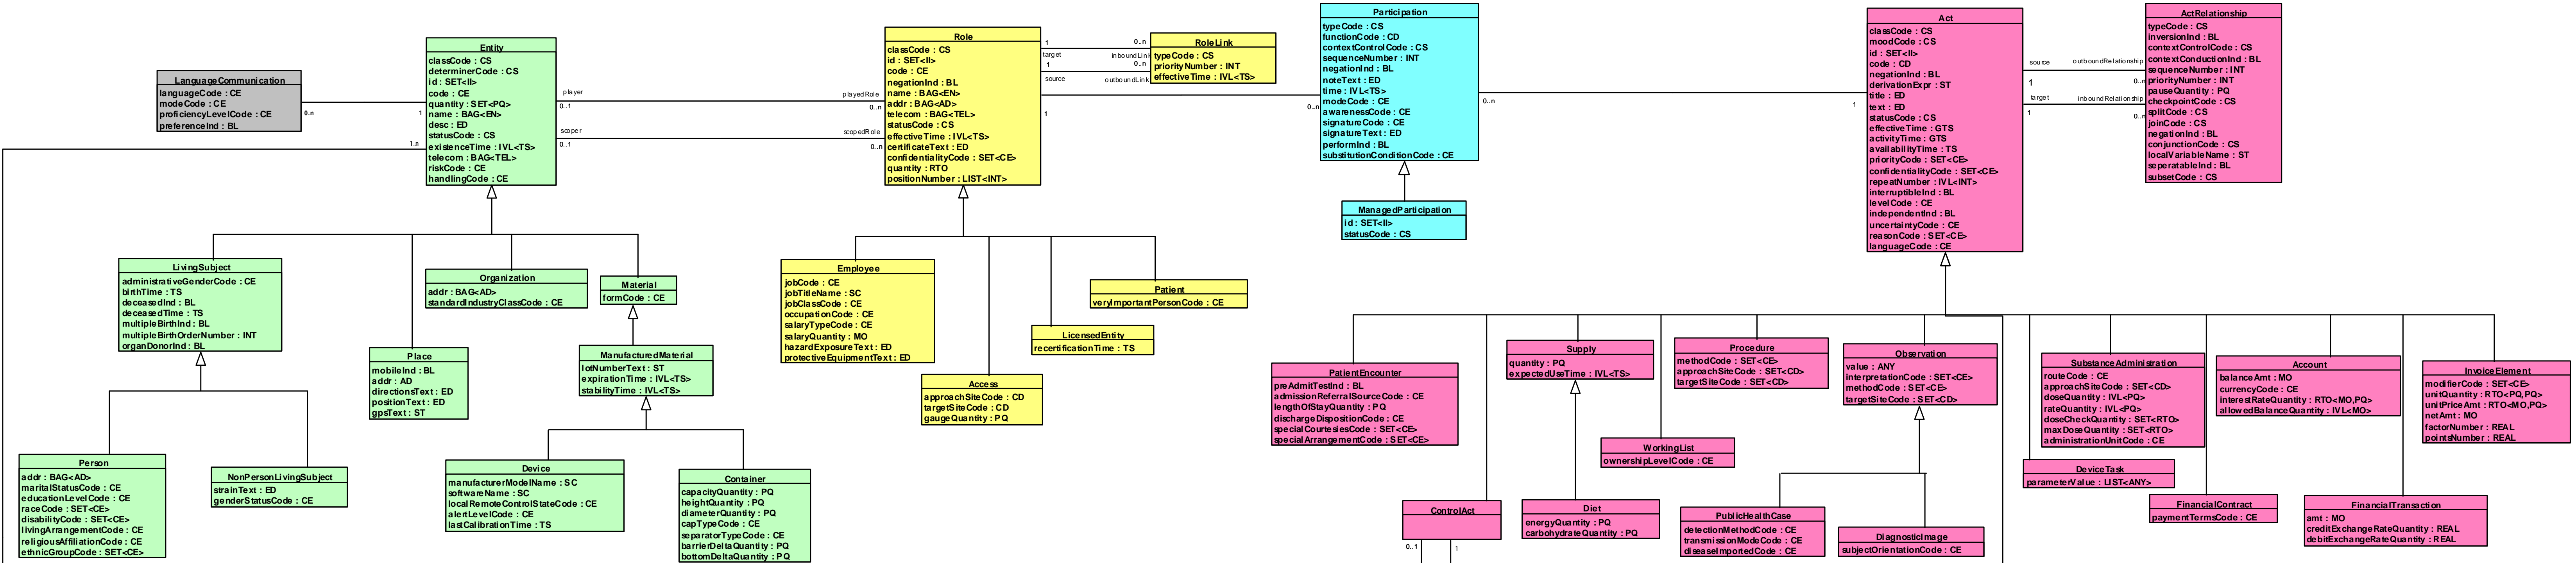 LanguageCommunication
languageCode : CE
modeCode : CE
proficiencyLevelCode : CE
preferenceInd : BL
0..n
1
1..n
Entity
classCode : CS
determinerCode : CS
id : SET<II>
code : CE
quantity : SET<PQ>
name : BAG<EN>
desc : ED
statusCode : CS
existenceTime : IVL<TS>
telecom : BAG<TEL>
riskCode : CE
handlingCode : CE
player
0..1
playedRole
0..n
scoper
0..1
scopedRole
0..n
Role
classCode : CS
id : SET<II>
code : CE
negationInd : BL
name : BAG<EN>
addr : BAG<AD>
telecom : BAG<TEL>
statusCode : CS
effectiveTime : IVL<TS>
certificateText : ED
confidentialityCode : SET<CE>
quantity : RTO
positionNumber : LIST<INT>
1
target
0..n
inboundLink
1
source
0..n
outboundLink
1
0..n
RoleLink
typeCode : CS
priorityNumber : INT
effectiveTime : IVL<TS>
Participation
typeCode : CS
functionCode : CD
contextControlCode : CS
sequenceNumber : INT
negationInd : BL
noteText : ED
time : IVL<TS>
modeCode : CE
awarenessCode : CE
signatureCode : CE
signatureText : ED
performInd : BL
substitutionConditionCode : CE
0..n
1
ManagedParticipation
id : SET<II>
statusCode : CS
Act
classCode : CS
moodCode : CS
id : SET<II>
code : CD
negationInd : BL
derivationExpr : ST
title : ED
text : ED
statusCode : CS
effectiveTime : GTS
activityTime : GTS
availabilityTime : TS
priorityCode : SET<CE>
confidentialityCode : SET<CE>
repeatNumber : IVL<INT>
interruptibleInd : BL
levelCode : CE
independentInd : BL
uncertaintyCode : CE
reasonCode : SET<CE>
languageCode : CE
source
outboundRelationship
1
0..n
target
inboundRelationship
1
0..n
ActRelationship
typeCode : CS
inversionInd : BL
contextControlCode : CS
contextConductionInd : BL
sequenceNumber : INT
priorityNumber : INT
pauseQuantity : PQ
checkpointCode : CS
splitCode : CS
joinCode : CS
negationInd : BL
conjunctionCode : CS
localVariableName : ST
seperatableInd : BL
subsetCode : CS
LivingSubject
administrativeGenderCode : CE
birthTime : TS
deceasedInd : BL
deceasedTime : TS
multipleBirthInd : BL
multipleBirthOrderNumber : INT
organDonorInd : BL
Place
mobileInd : BL
addr : AD
directionsText : ED
positionText : ED
gpsText : ST
Organization
addr : BAG<AD>
standardIndustryClassCode : CE
Material
formCode : CE
ManufacturedMaterial
lotNumberText : ST
expirationTime : IVL<TS>
stabilityTime : IVL<TS>
Person
addr : BAG<AD>
maritalStatusCode : CE
educationLevelCode : CE
raceCode : SET<CE>
disabilityCode : SET<CE>
livingArrangementCode : CE
religiousAffiliationCode : CE
ethnicGroupCode : SET<CE>
NonPersonLivingSubject
strainText : ED
genderStatusCode : CE
Device
manufacturerModelName : SC
softwareName : SC
localRemoteControlStateCode : CE
alertLevelCode : CE
lastCalibrationTime : TS
Container
capacityQuantity : PQ
heightQuantity : PQ
diameterQuantity : PQ
capTypeCode : CE
separatorTypeCode : CE
barrierDeltaQuantity : PQ
bottomDeltaQuantity : PQ
Employee
jobCode : CE
jobTitleName : SC
jobClassCode : CE
occupationCode : CE
salaryTypeCode : CE
salaryQuantity : MO
hazardExposureText : ED
protectiveEquipmentText : ED
Access
approachSiteCode : CD
targetSiteCode : CD
gaugeQuantity : PQ
LicensedEntity
recertificationTime : TS
Patient
veryImportantPersonCode : CE
PatientEncounter
preAdmitTestInd : BL
admissionReferralSourceCode : CE
lengthOfStayQuantity : PQ
dischargeDispositionCode : CE
specialCourtesiesCode : SET<CE>
specialArrangementCode : SET<CE>
ControlAct
0..1
1
Supply
quantity : PQ
expectedUseTime : IVL<TS>
Diet
energyQuantity : PQ
carbohydrateQuantity : PQ
WorkingList
ownershipLevelCode : CE
Procedure
methodCode : SET<CE>
approachSiteCode : SET<CD>
targetSiteCode : SET<CD>
Observation
value : ANY
interpretationCode : SET<CE>
methodCode : SET<CE>
targetSiteCode : SET<CD>
PublicHealthCase
detectionMethodCode : CE
transmissionModeCode : CE
diseaseImportedCode : CE
DiagnosticImage
subjectOrientationCode : CE
SubstanceAdministration
routeCode : CE
approachSiteCode : SET<CD>
doseQuantity : IVL<PQ>
rateQuantity : IVL<PQ>
doseCheckQuantity : SET<RTO>
maxDoseQuantity : SET<RTO>
administrationUnitCode : CE
DeviceTask
parameterValue : LIST<ANY>
FinancialContract
paymentTermsCode : CE
Account
balanceAmt : MO
currencyCode : CE
interestRateQuantity : RTO<MO,PQ>
allowedBalanceQuantity : IVL<MO>
FinancialTransaction
amt : MO
creditExchangeRateQuantity : REAL
debitExchangeRateQuantity : REAL
InvoiceElement
modifierCode : SET<CE>
unitQuantity : RTO<PQ,PQ>
unitPriceAmt : RTO<MO,PQ>
netAmt : MO
factorNumber : REAL
pointsNumber : REAL